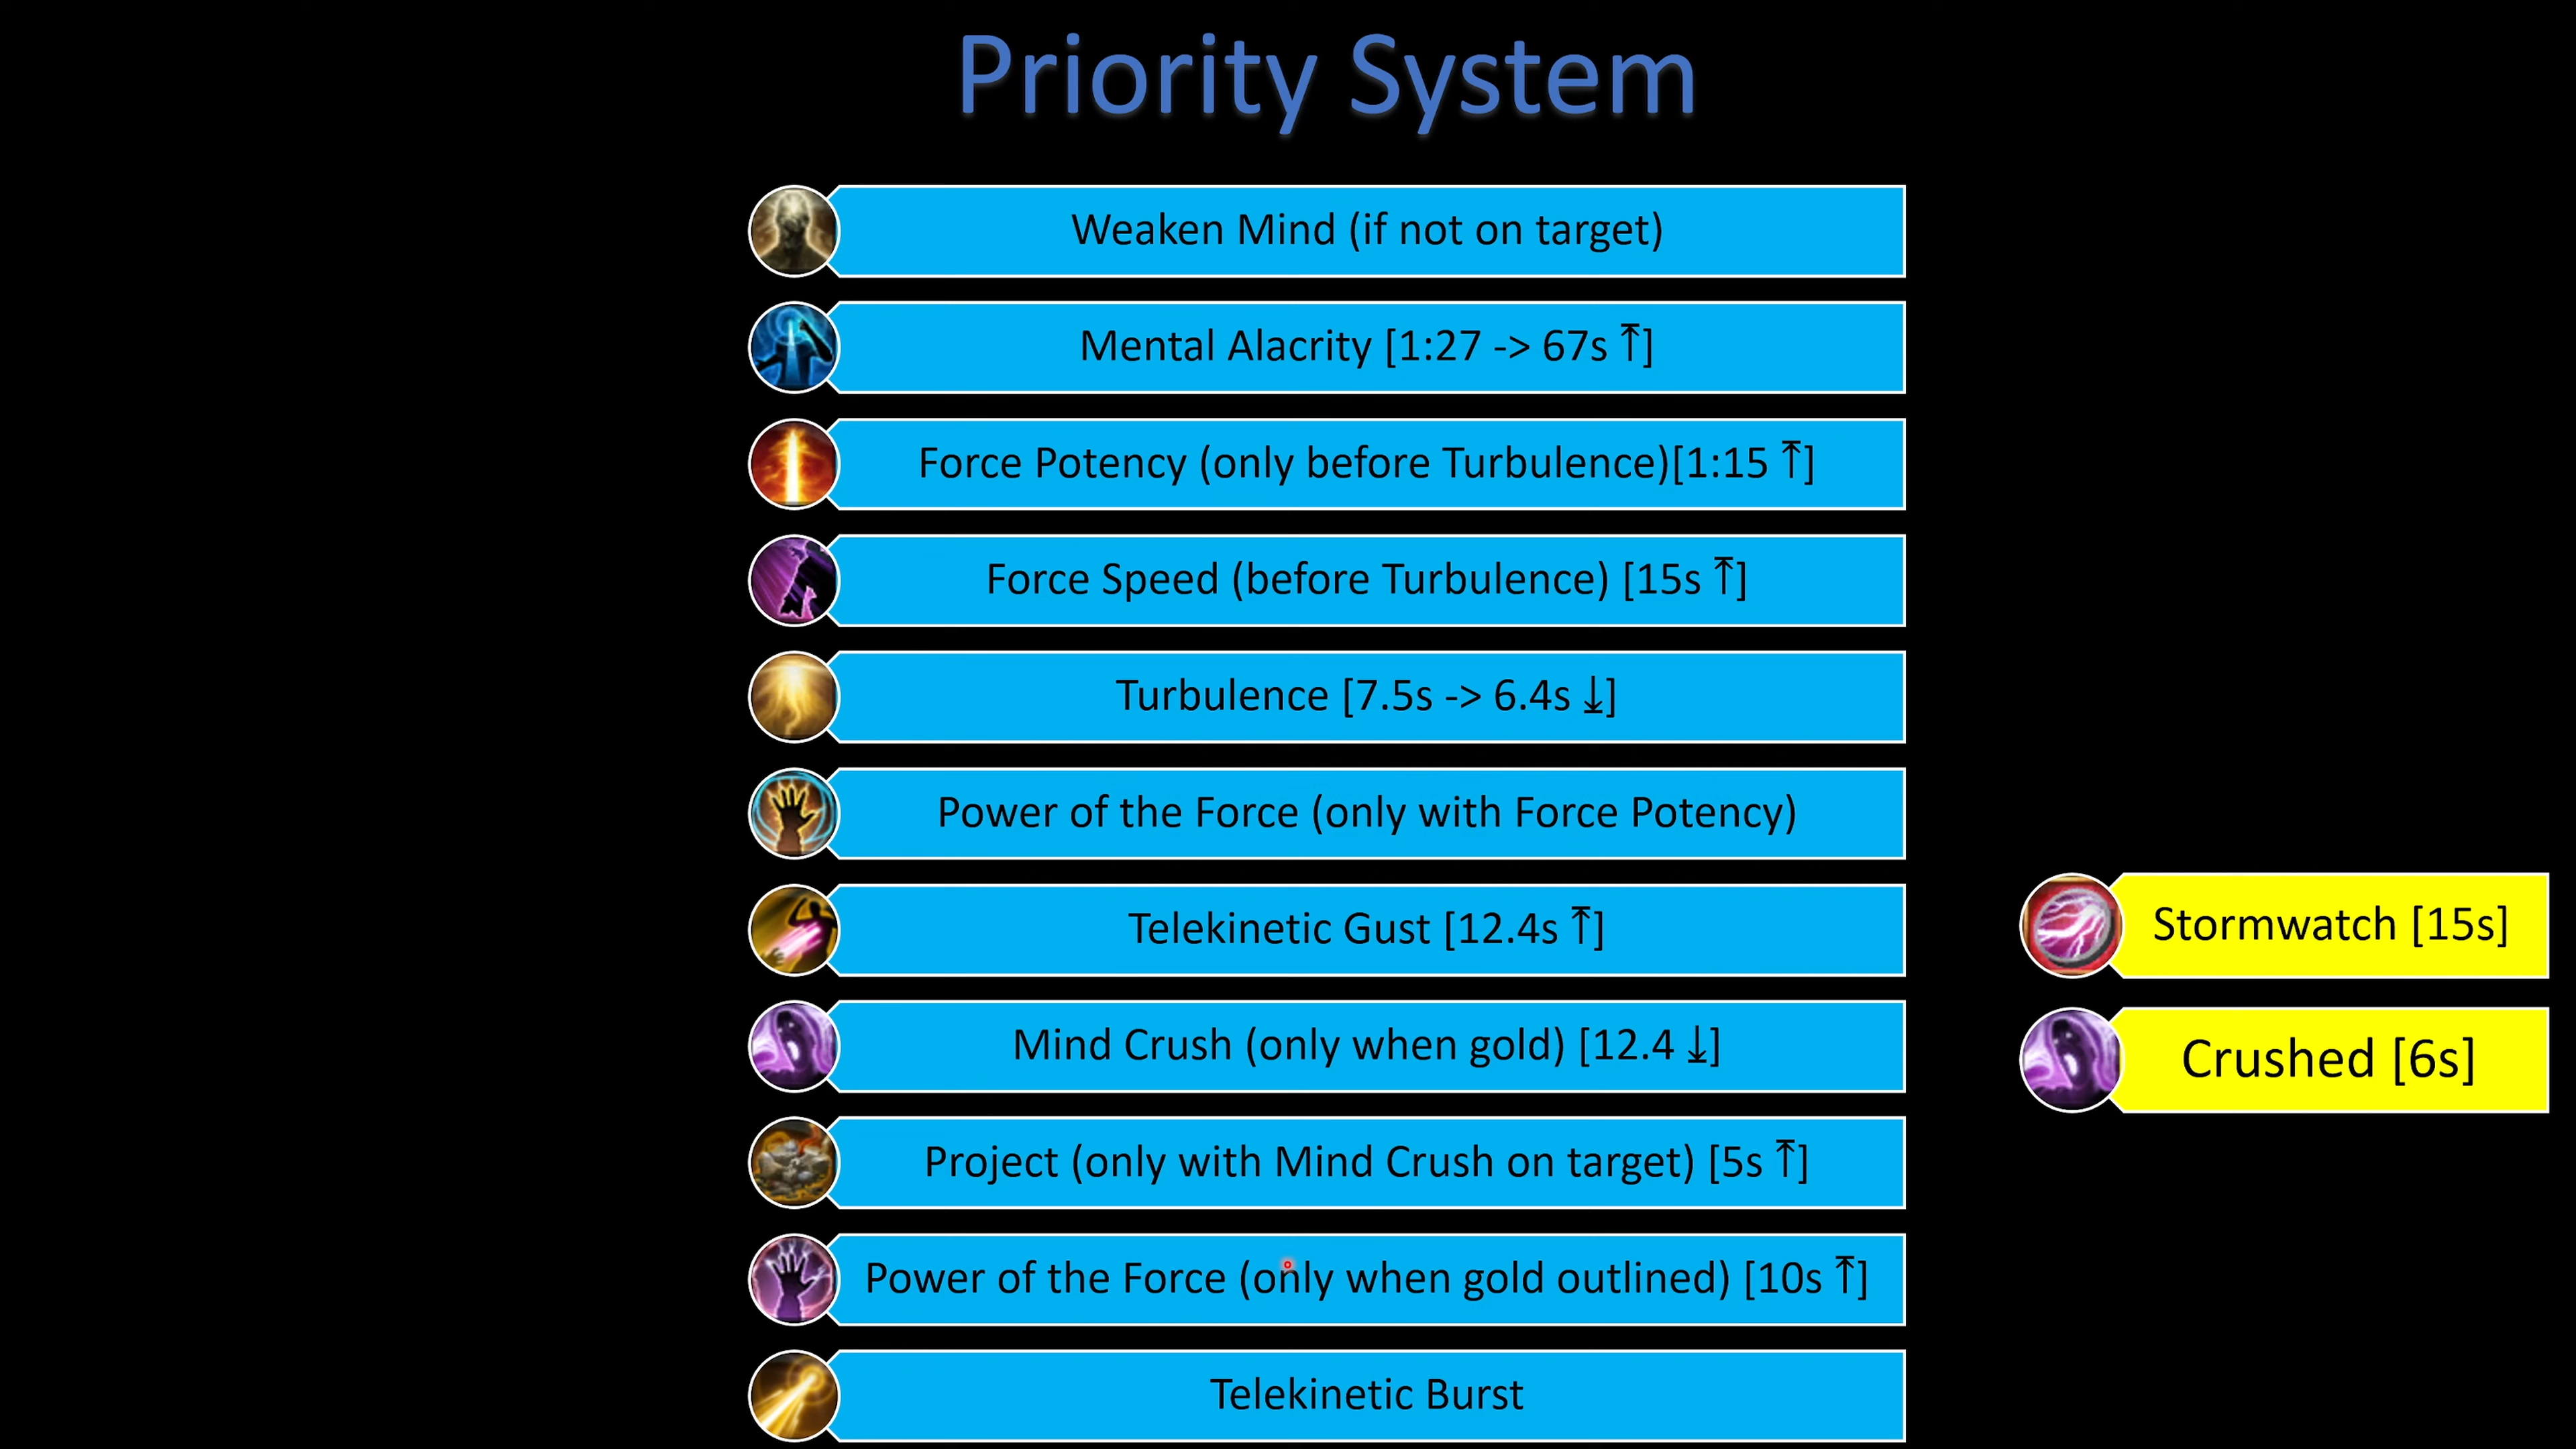 Priority System
Weaken Mind (if not on target)
Mental Alacrity [1:27 -> 67s ⤒]
Force Potency (only before Turbulence)[1:15 ⤒]
Force Speed (before Turbulence) [15s ⤒]
Turbulence [7.5s -> 6.4s ⤓]
Power of the Force (only with Force Potency)
Telekinetic Gust [12.4s ⤒]
Mind Crush (only when gold) [12.4 ⤓]
Project (only with Mind Crush on target) [5s ⤒]
Power of the Force (only when gold outlined) [10s ⤒]
Telekinetic Burst
Stormwatch [15s]
Crushed [6s]